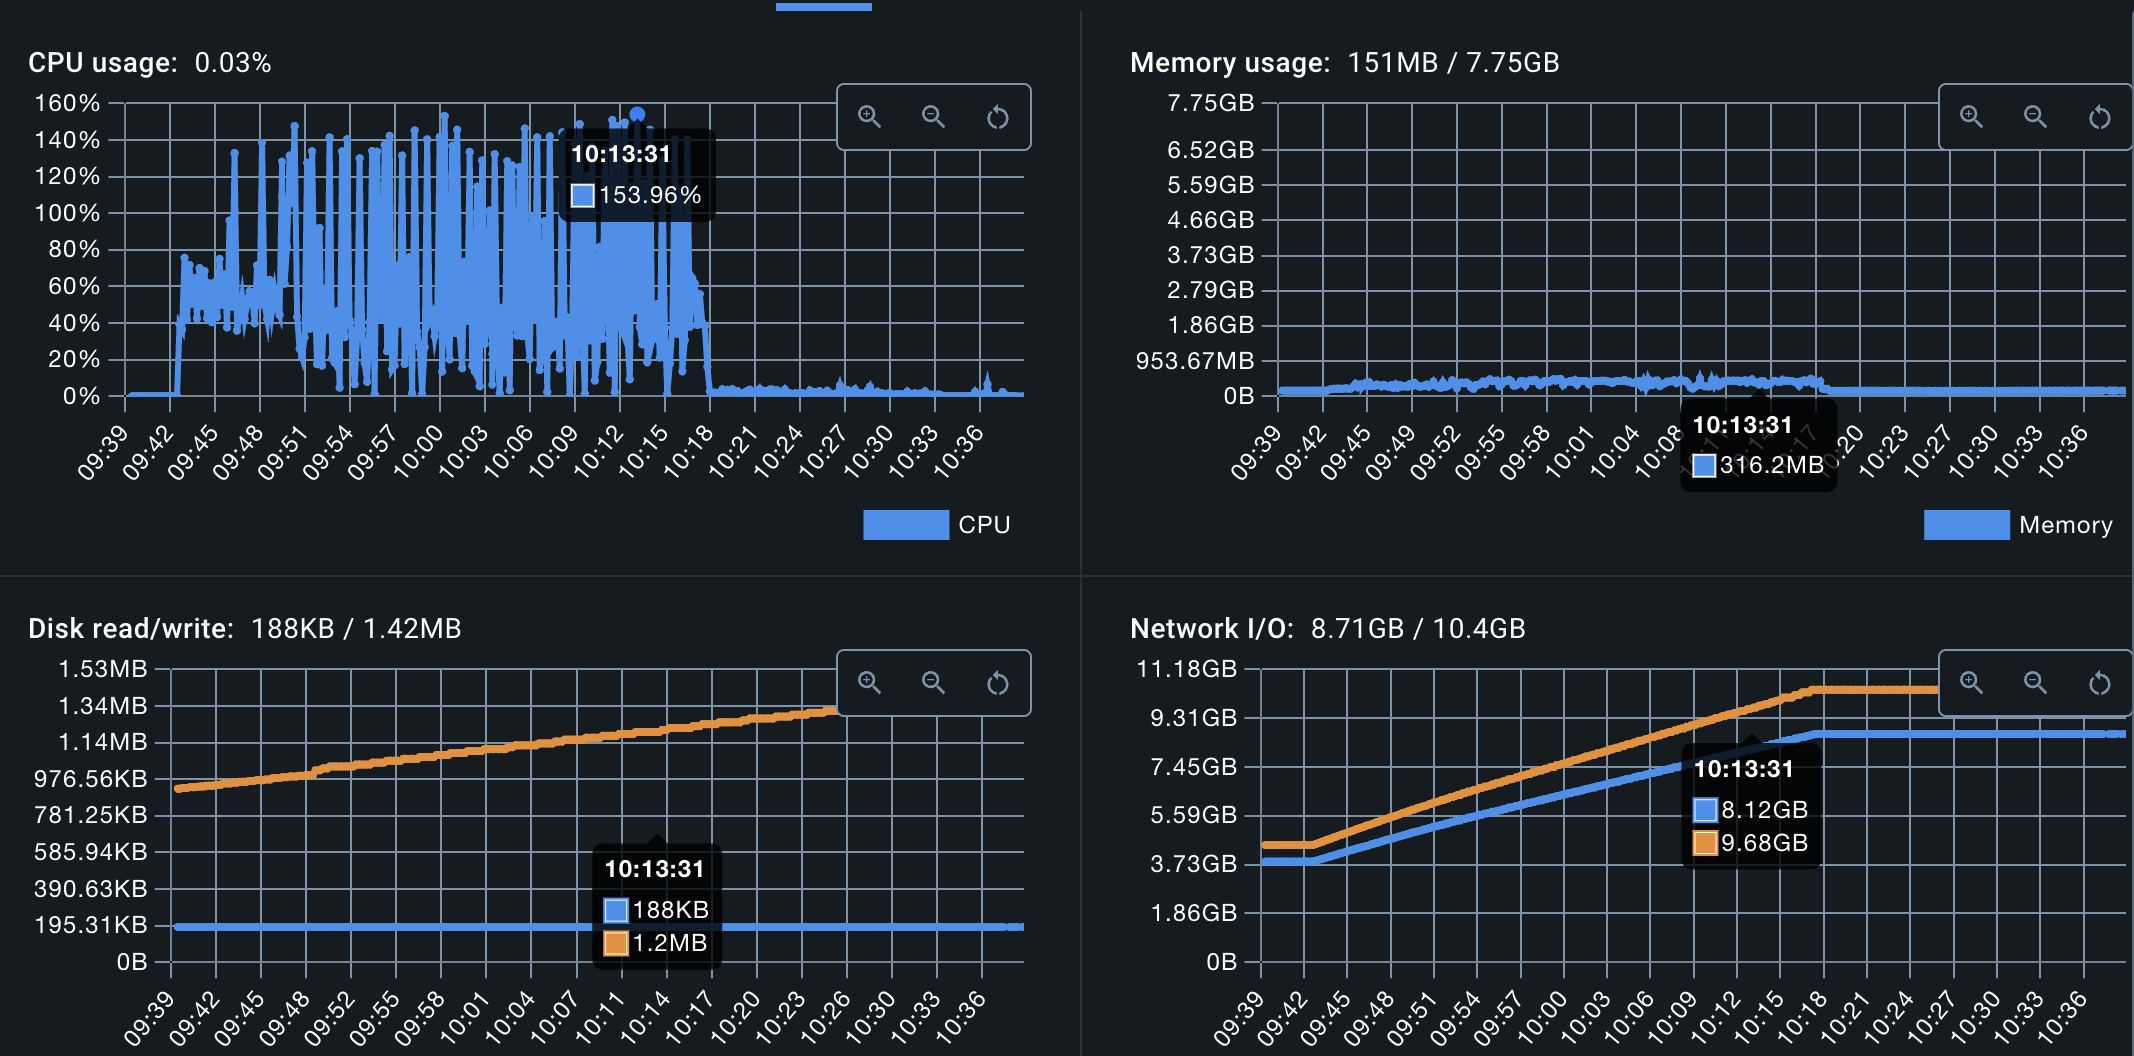 CPU usage: 0.03%
160%
140%
120%
100%
80%
60%
40%
20%
0%
10:13:31
153.96%
09:39
09:42
09:45
09:48
09:51
09:54
09:57
10:00
10:03
10:06
10:09
10:12
10:15
10:18
10:21
10:24
10:27
10:30
10:33
10:36
CPU
Memory usage: 151MB / 7.75GB
7.75GB
6.52GB
5.59GB
4.66GB
3.73GB
2.79GB
1.86GB
953.67MB
0B
10:13:31
316.2MB
09:39
09:42
09:45
09:49
09:52
09:55
09:58
10:01
10:04
10:08
10:11
10:14
10:17
10:20
10:23
10:27
10:30
10:33
10:36
Memory
Disk read/write: 188KB / 1.42MB
1.53MB
1.34MB
1.14MB
976.56KB
781.25KB
585.94KB
390.63KB
195.31KB
0B
10:13:31
188KB
1.2MB
09:39
09:42
09:45
09:48
09:52
09:55
09:58
10:01
10:04
10:07
10:11
10:14
10:17
10:20
10:23
10:26
10:30
10:33
10:36
Network I/O: 8.71GB / 10.4GB
11.18GB
9.31GB
7.45GB
5.59GB
3.73GB
1.86GB
0B
10:13:31
8.12GB
9.68GB
09:39
09:42
09:45
09:48
09:51
09:54
09:57
10:00
10:03
10:06
10:09
10:12
10:15
10:18
10:21
10:24
10:27
10:30
10:33
10:36